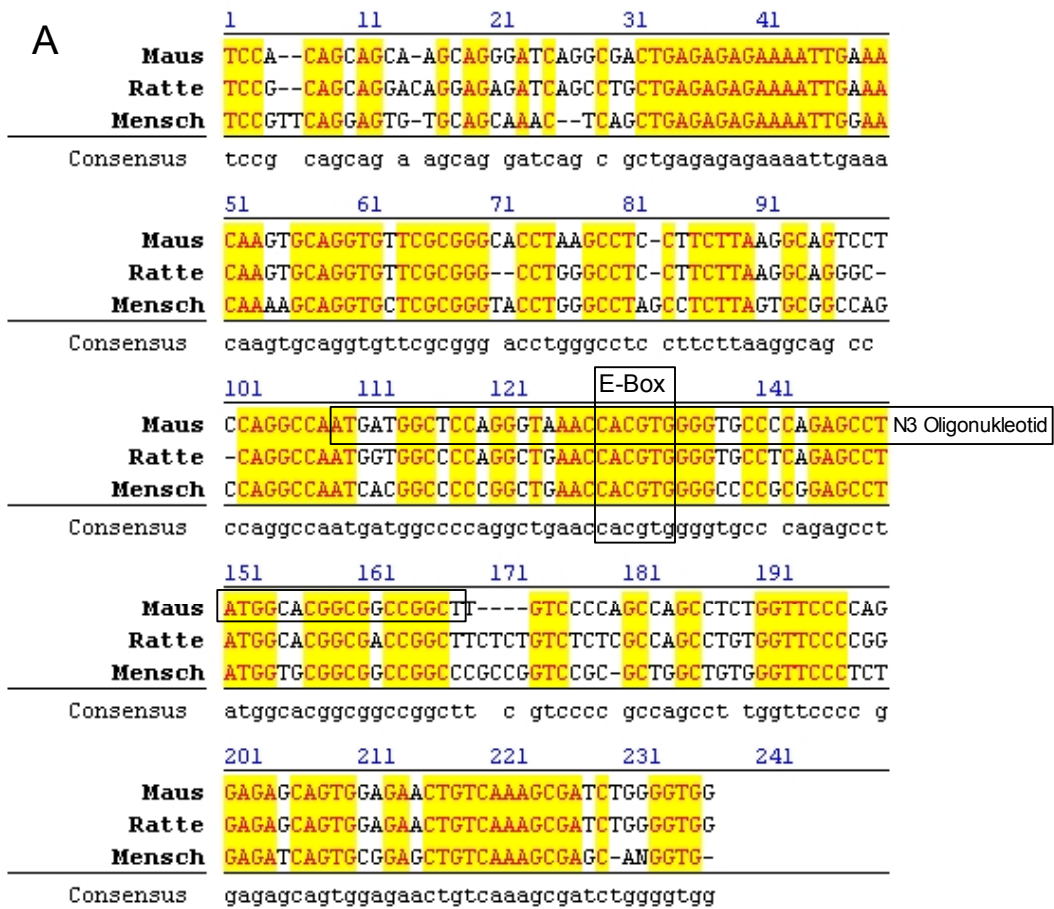 A
1 11 21 31 41
Maus TCCA--CAGCAGCA-AGCAGGGATCAGGCGACTGAGAGAGAAAATTGAAA
Ratte TCCG--CAGCAGGACAGGAGAGATCAGCCTGCTGAGAGAGAAAATTGAAA
Mensch TCCGTTCAGGAGTG-TGCAGCAAAC--TCAGCTGAGAGAGAAAATTGGAA
Consensus tccg cagcag a agcag gatcag c gctgagagagaaaattgaaa
51 61 71 81 91
Maus CAAGTGCAGGTGTTCGCGGGCACCTAAGCCTC-CTTCTTAAGGCAGTCCT
Ratte CAAGTGCAGGTGTTCGCGGG--CCTGGGCCTC-CTTCTTAAGGCAGGGC-
Mensch CAAAAGCAGGTGCTCGCGGGTACCTGGGCCTAGCCTCTTAGTGCGGCCAG
Consensus caagtgcaggtgttcgcggg acctgggcctc cttcttaaggcag cc
E-Box
101 111 121 141
Maus CCAGGCCAATGATGGCTCCAGGGTAAACCACGTGGGGTGCCCCAGAGCCT N3 Oligonukleotid
Ratte -CAGGCCAATGGTGGCCCCAGGCTGAACCACGTGGGGTGCCTCAGAGCCT
Mensch CCAGGCCAATCACGGCCCCCGGCTGAACCACGTGGGGCCCCGCGGAGCCT
Consensus ccaggccaatgatggccccaggctgaaccacgtggggtgcc cagagcct
151 161 171 181 191
Maus ATGGCACGGCGGCCGGCTT----GTCCCCAGCCAGCCTCTGGTTCCCCAG
Ratte ATGGCACGGCGACCGGCTTCTCTGTCTCTCGCCAGCCTGTGGTTCCCCGG
Mensch ATGGTGCGGCGGCCGGCCCGCCGGTCCGC-GCTGGCTGTGGGTTCCCTCT
Consensus atggcacggcggccggctt c gtcccc gccagcct tggttcccc g
201 211 221 231 241
Maus GAGAGCAGTGGAGAACTGTCAAAGCGATCTGGGGTGG
Ratte GAGAGCAGTGGAGAACTGTCAAAGCGATCTGGGGTGG
Mensch GAGATCAGTGCGGAGCTGTCAAAGCGAGC-ANGGTG-
Consensus gagagcagtggagaactgtcaaagcgatctggggtgg